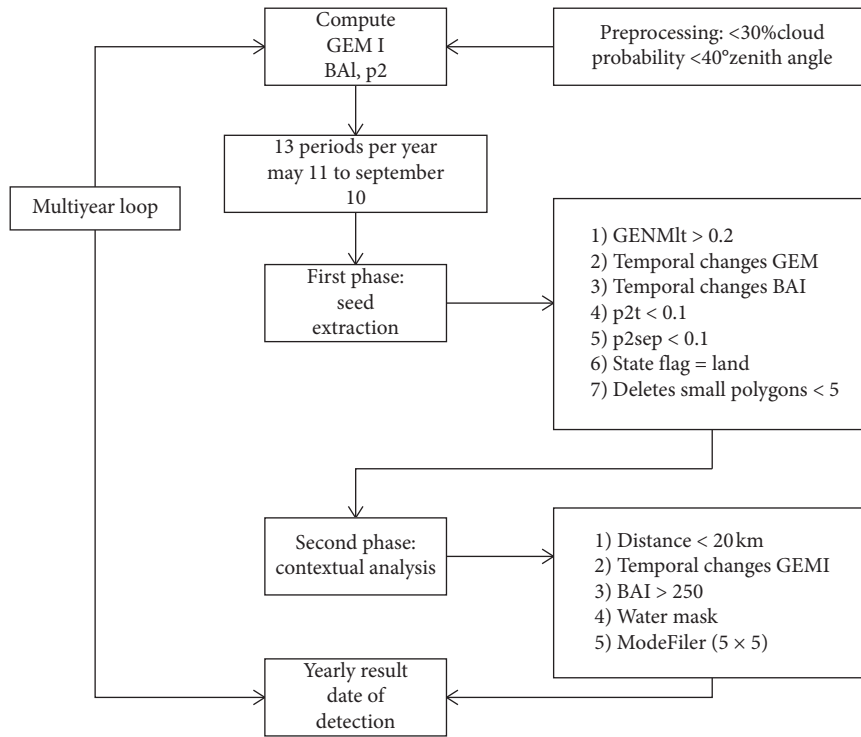 Compute
GEM I
BAl, p2
Preprocessing: <30%cloud
probability <40°zenith angle
13 periods per year
may 11 to september
10
Multiyear loop
First phase:
seed
extraction
1) GENMlt > 0.2
2) Temporal changes GEM
3) Temporal changes BAI
4) p2t < 0.1
5) p2sep < 0.1
6) State flag = land
7) Deletes small polygons < 5
Second phase:
contextual analysis
1) Distance < 20 km
2) Temporal changes GEMI
3) BAI > 250
4) Water mask
5) ModeFiler (5 × 5)
Yearly result
date of
detection